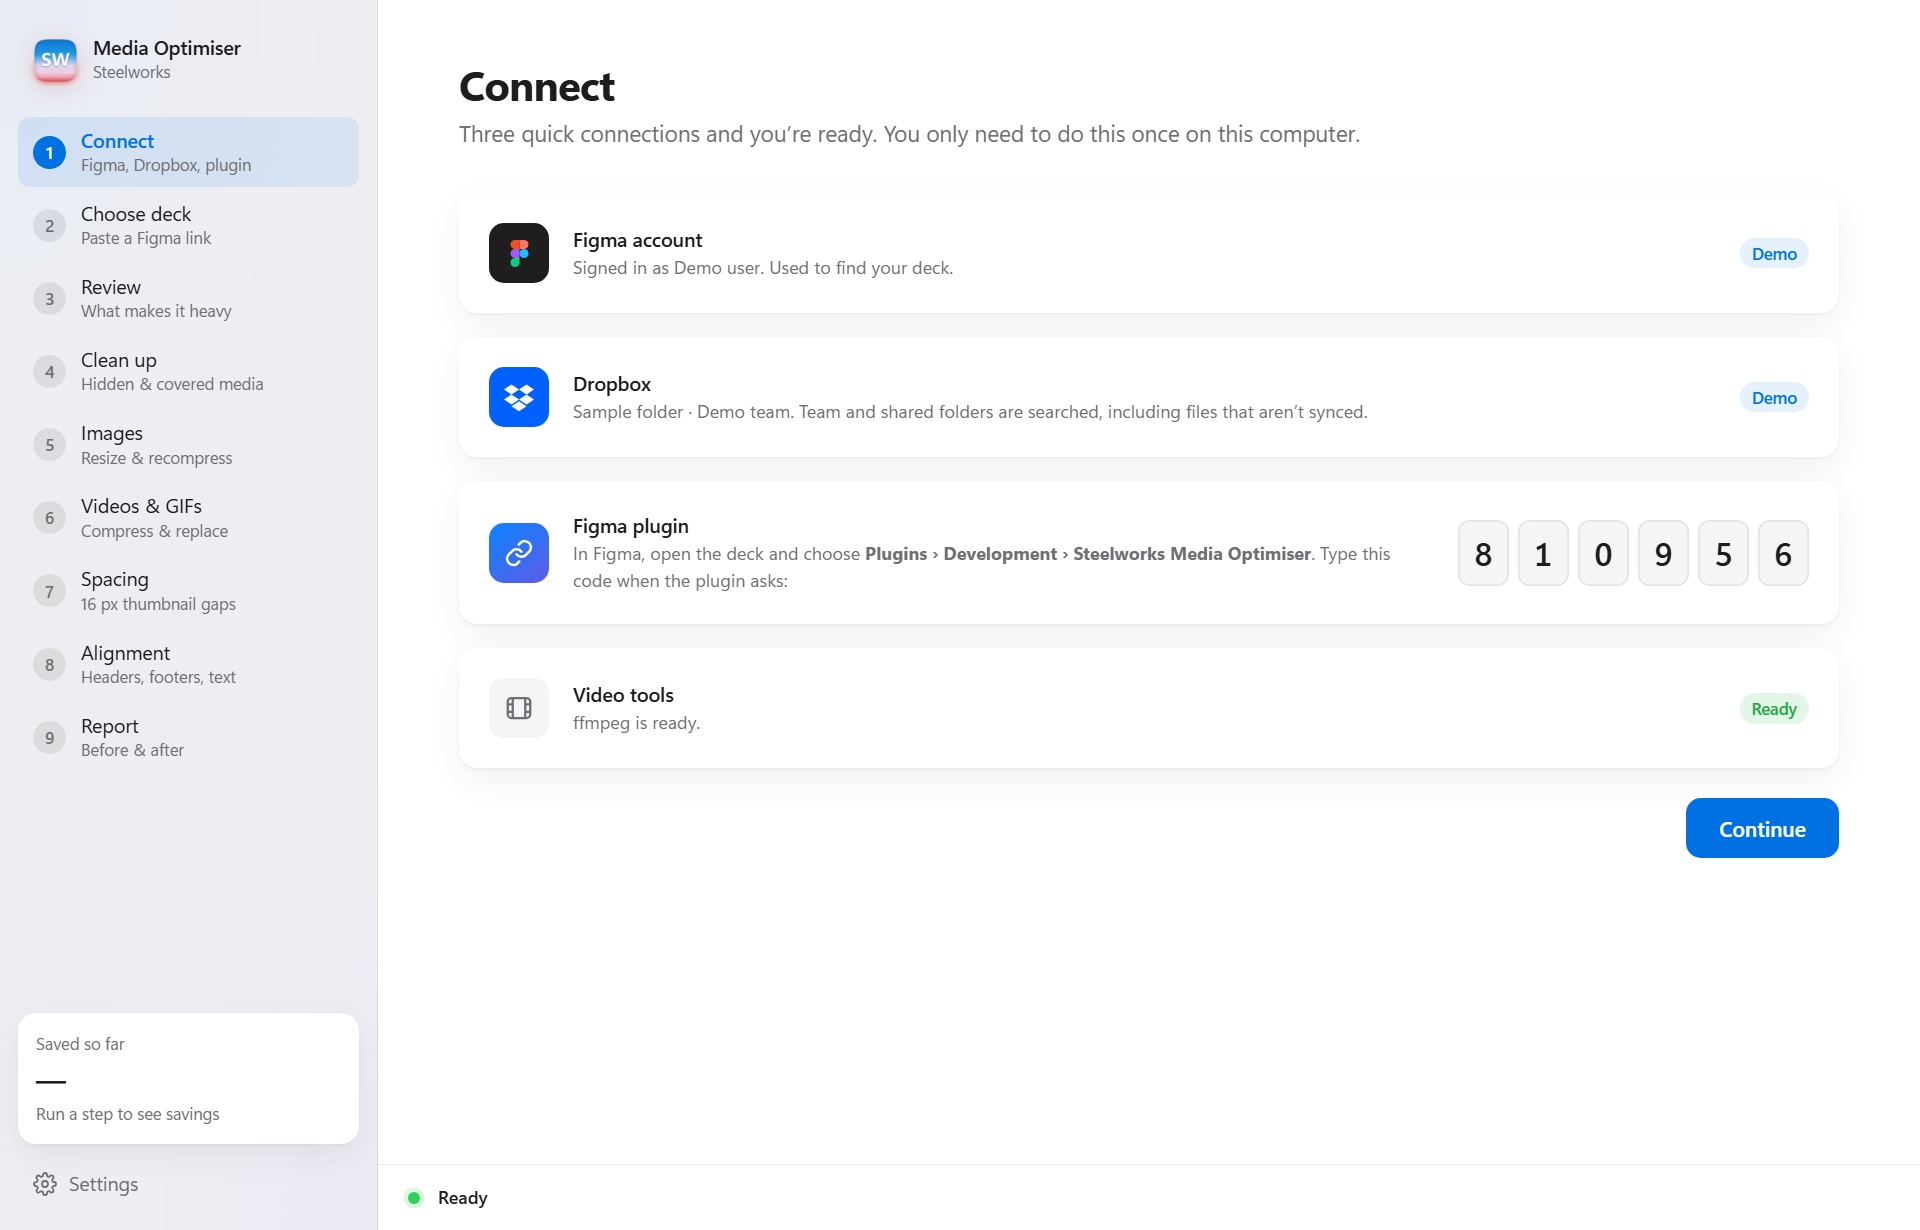 SW
Media Optimiser
Steelworks
1
Connect
Figma, Dropbox, plugin
2
Choose deck
Paste a Figma link
3
Review
What makes it heavy
4
Clean up
Hidden & covered media
5
Images
Resize & recompress
6
Videos & GIFs
Compress & replace
7
Spacing
16 px thumbnail gaps
8
Alignment
Headers, footers, text
9
Report
Before & after
Saved so far
—
Run a step to see savings
Settings
Connect
Three quick connections and you’re ready. You only need to do this once on this computer.
Figma account
Signed in as Demo user. Used to find your deck.
Demo
Dropbox
Sample folder · Demo team. Team and shared folders are searched, including files that aren’t synced.
Demo
Figma plugin
In Figma, open the deck and choose Plugins › Development › Steelworks Media Optimiser. Type this
code when the plugin asks:
8 1 0 9 5 6
Video tools
ffmpeg is ready.
Ready
Continue
Ready